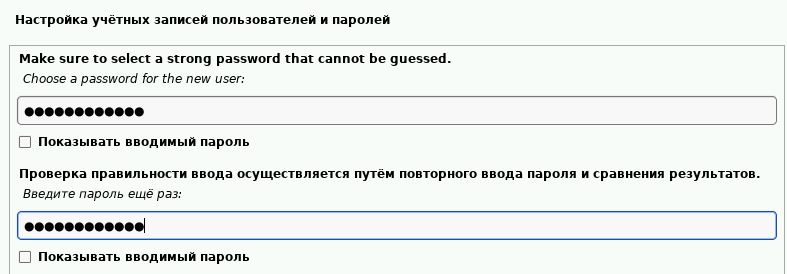 Настройка учётных записей пользователей и паролей
Make sure to select a strong password that cannot be guessed.
Choose a password for the new user:
●●●●●●●●●●●●
Показывать вводимый пароль
Проверка правильности ввода осуществляется путём повторного ввода пароля и сравнения результатов.
Введите пароль ещё раз:
●●●●●●●●●●●●
Показывать вводимый пароль